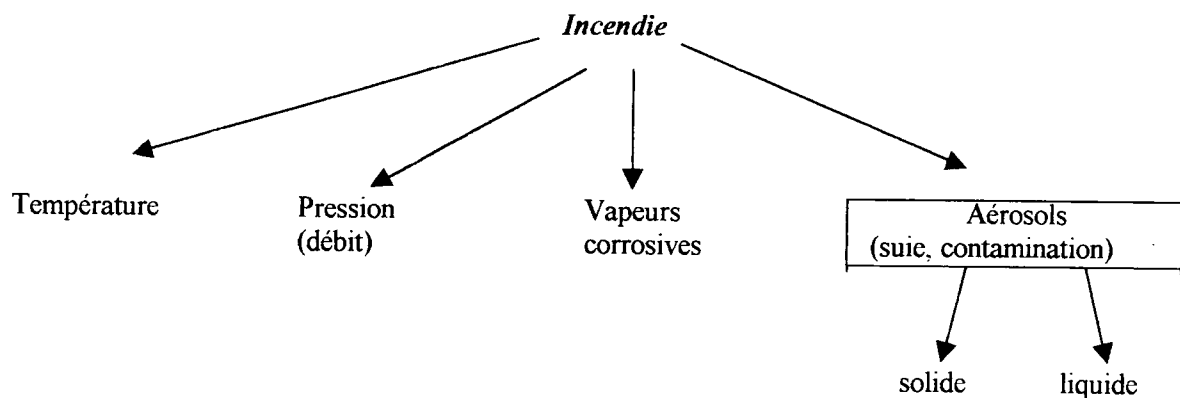 Incendie
Température
Pression
(débit)
Vapeurs
corrosives
Aérosols
(suie, contamination)
solide
liquide